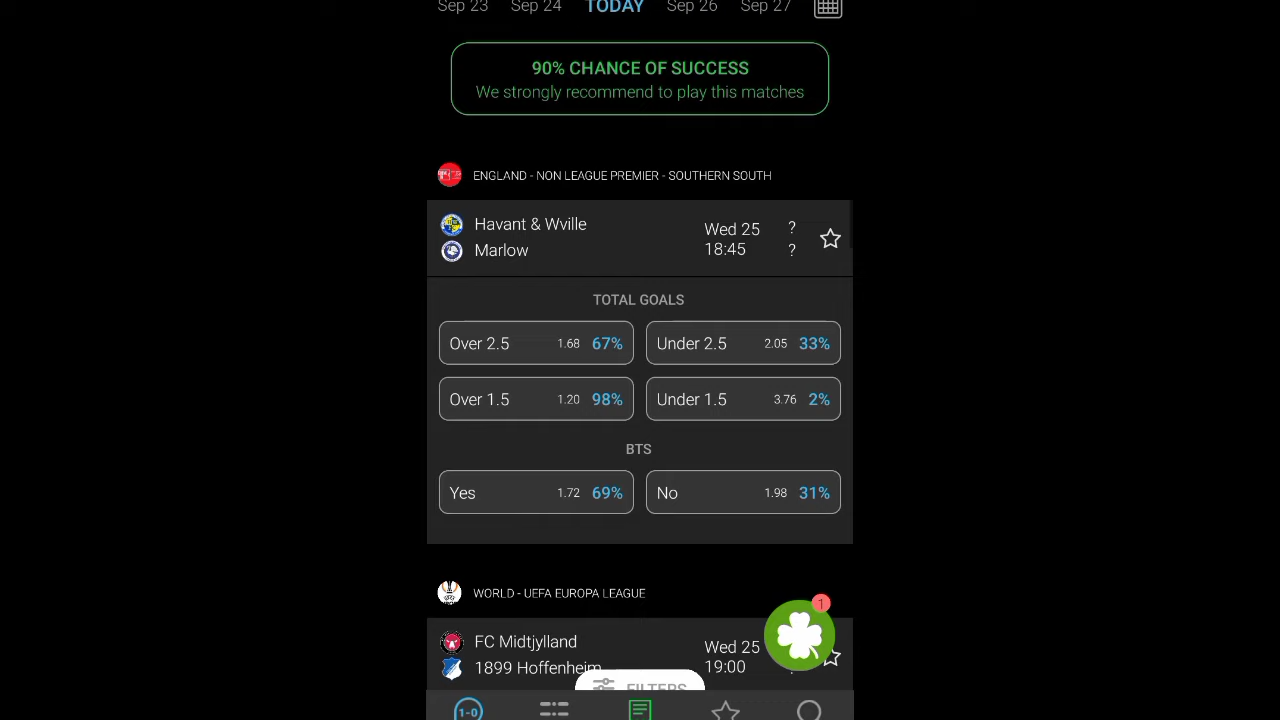 Sep 23 Sep 24 TODAY Sep 26 Sep 27
90% CHANCE OF SUCCESS
We strongly recommend to play this matches
ENGLAND - NON LEAGUE PREMIER - SOUTHERN SOUTH
Havant & Wville Wed 25 ?
Marlow 18:45 ?
TOTAL GOALS
Over 2.5 1.68 67% Under 2.5 2.05 33%
Over 1.5 1.20 98% Under 1.5 3.76 2%
BTS
Yes 1.72 69% No 1.98 31%
WORLD - UEFA EUROPA LEAGUE
1
FC Midtjylland Wed 25
1899 Hoffenheim 19:00
FILTERS
1-0